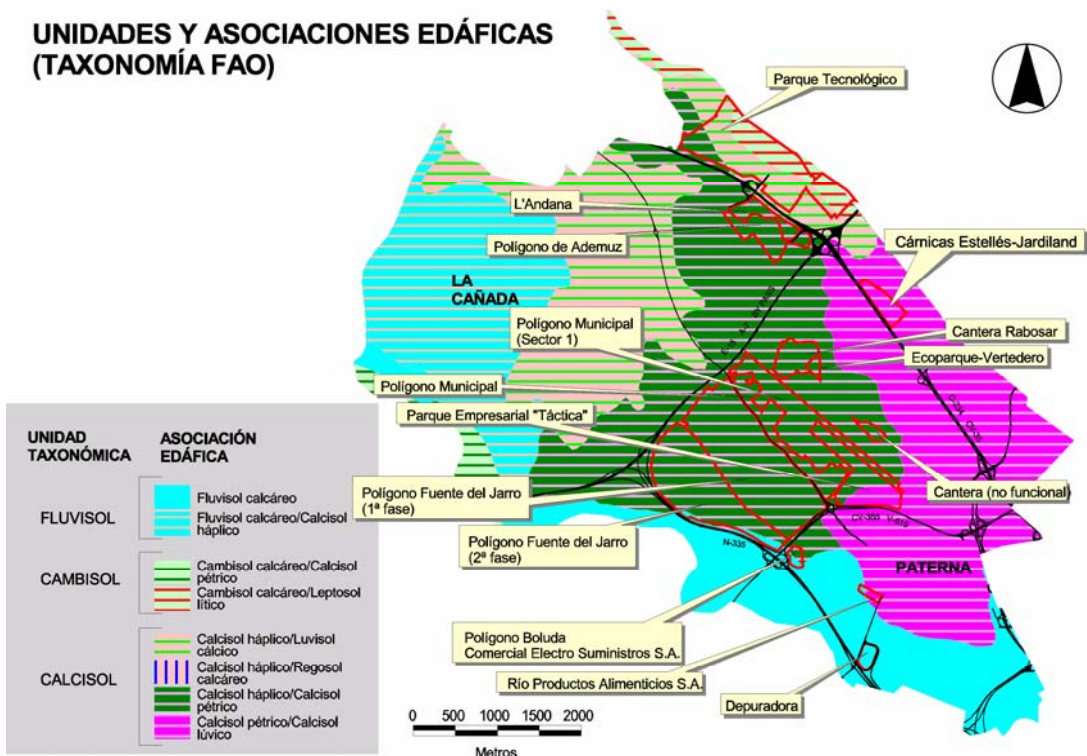 UNIDADES Y ASOCIACIONES EDÁFICAS
(TAXONOMÍA FAO)
Parque Tecnológico
L'Andana
Polígono de Ademuz
Cárnicas Estellés-Jardiland
LA
CAÑADA
Polígono Municipal
(Sector 1)
E-15 A-7 BY PASS
Cantera Rabosar
Ecoparque-Vertedero
Polígono Municipal
Parque Empresarial "Táctica"
Polígono Fuente del Jarro
(1ª fase)
Cantera (no funcional)
Polígono Fuente del Jarro
(2ª fase)
N-335
PATERNA
Polígono Boluda
Comercial Electro Suministros S.A.
Río Productos Alimenticios S.A.
Depuradora
UNIDAD
TAXONÓMICA
ASOCIACIÓN
EDÁFICA
FLUVISOL
Fluvisol calcáreo
Fluvisol calcáreo/Calcisol
háplico
CAMBISOL
Cambisol calcáreo/Calcisol
pétrico
Cambisol calcáreo/Leptosol
lítico
CALCISOL
Calcisol háplico/Luvisol
cálcico
Calcisol háplico/Regosol
calcáreo
Calcisol háplico/Calcisol
pétrico
Calcisol pétrico/Calcisol
lúvico
0 500 1000 1500 2000
Metros